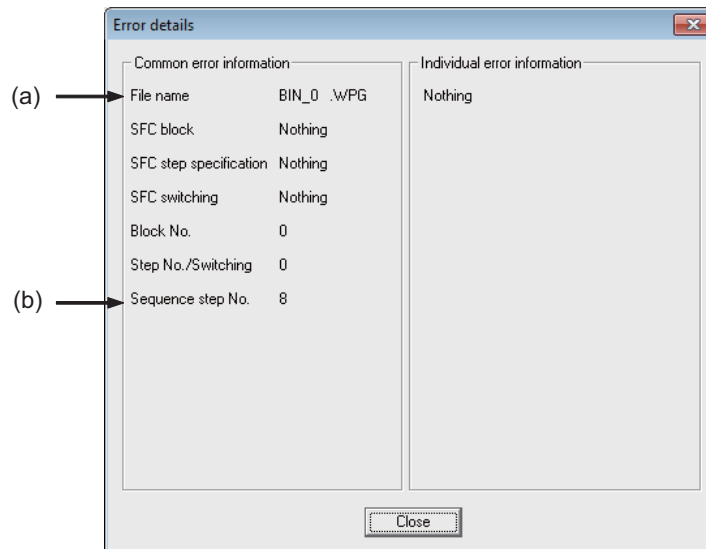 Error details
Common error information
(a)
File name BIN_0 .WPG
SFC block Nothing
SFC step specification Nothing
SFC switching Nothing
Block No. 0
Step No./Switching 0
(b)
Sequence step No. 8
Individual error information
Nothing
Close